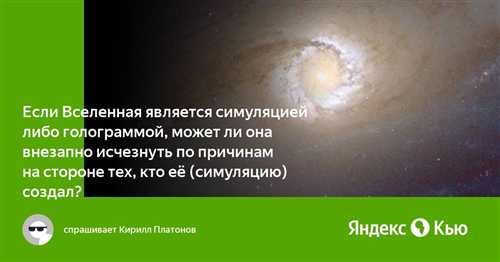 Если Вселенная является симуляцией
либо голограммой, может ли она
внезапно исчезнуть по причинам
на стороне тех, кто её (симуляцию)
создал?
спрашивает Кирилл Платонов
Яндекс Кью